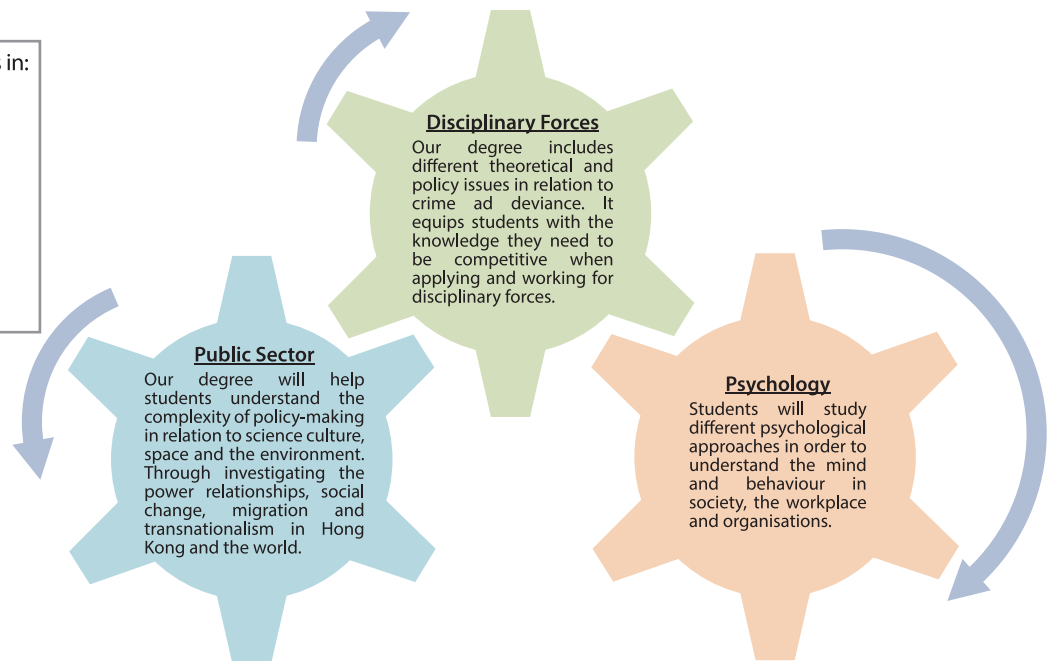 s in:
Disciplinary Forces
Our degree includes
different theoretical and
policy issues in relation to
crime ad deviance. It
equips students with the
knowledge they need to
be competitive when
applying and working for
disciplinary forces.
Public Sector
Our degree will help
students understand the
complexity of policy-making
in relation to science culture,
space and the environment.
Through investigating the
power relationships, social
change, migration and
transnationalism in Hong
Kong and the world.
Psychology
Students will study
different psychological
approaches in order to
understand the mind
and behaviour in
society, the workplace
and organisations.